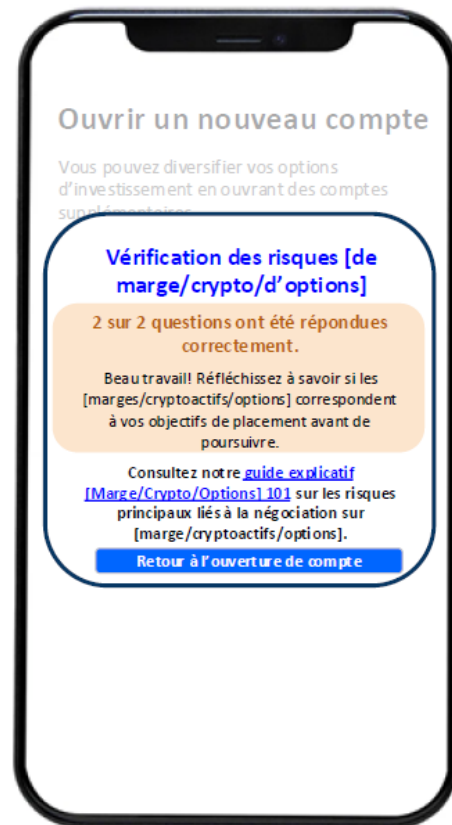 Ouvrir un nouveau compte
Vous pouvez diversifier vos options
d'investissement en ouvrant des comptes
supplémentaires
Vérification des risques [de
marge/crypto/d'options]
2 sur 2 questions ont été répondues
correctement.
Beau travail! Réfléchissez à savoir si les
[marges/cryptoactifs/options] correspondent
à vos objectifs de placement avant de
poursuivre.
Consultez notre guide explicatif
[Marge/Crypto/Options] 101 sur les risques
principaux liés à la négociation sur
[marge/cryptoactifs/options].
Retour à l'ouverture de compte